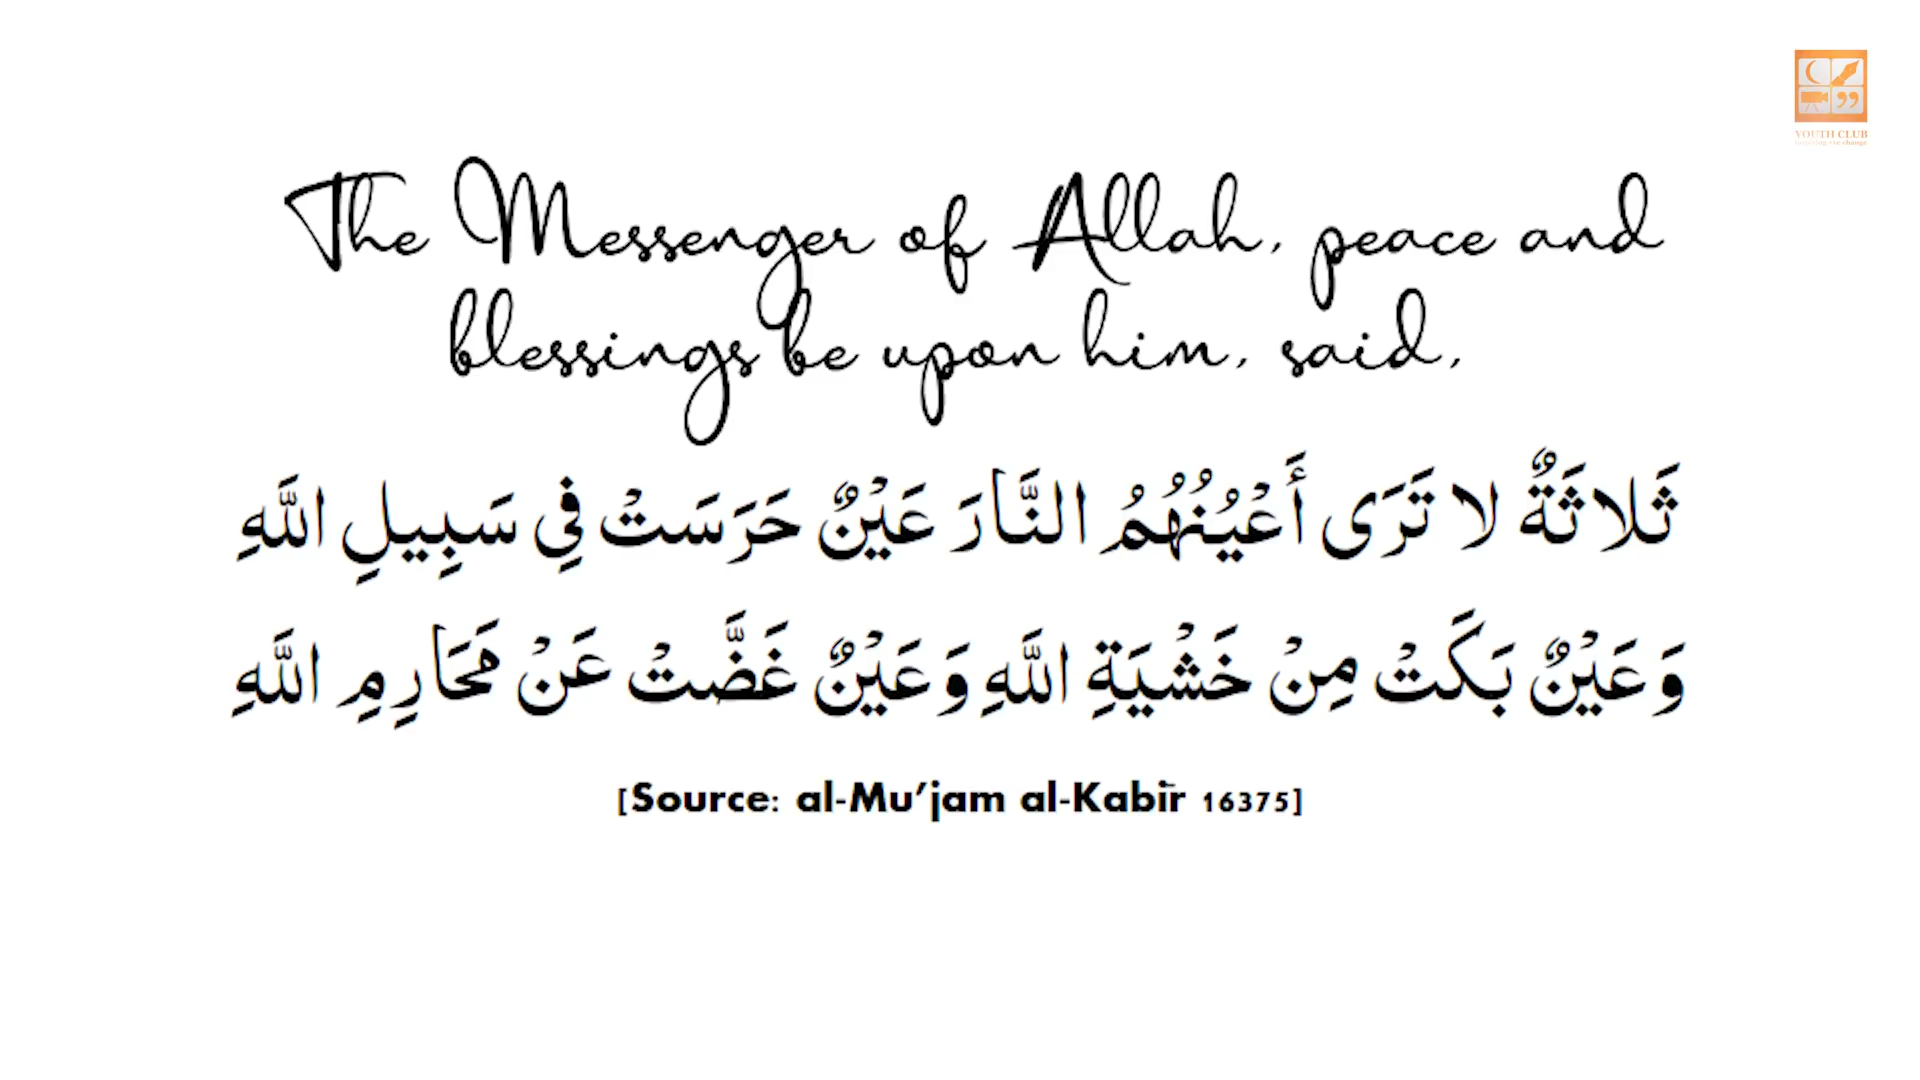 YOUTH CLUB
The Messenger of Allah, peace and
blessings be upon him, said,
ثَلاثَةٌ لا تَرَى أَعْيُنُهُمُ النَّارَ عَيْنٌ حَرَسَتْ فِي سَبِيلِ اللَّهِ
وَعَيْنٌ بَكَتْ مِنْ خَشْيَةِ اللَّهِ وَعَيْنٌ غَضَّتْ عَنْ مَحَارِمِ اللَّهِ
[Source: al-Mu’jam al-Kabīr 16375]